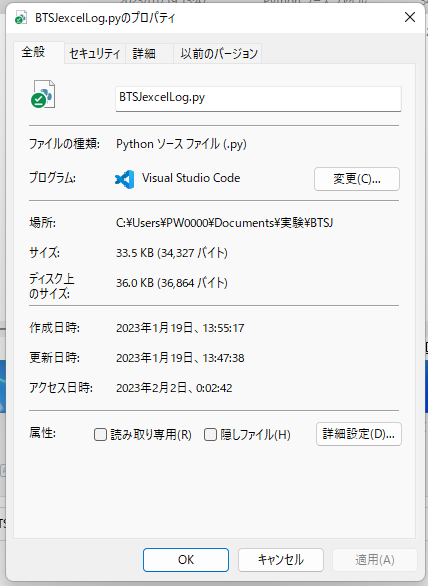 BTSJexcelLog.pyのプロパティ
全般 セキュリティ 詳細 以前のバージョン
BTSJexcelLog.py
ファイルの種類: Python ソース ファイル (.py)
プログラム: Visual Studio Code 変更(C)...
場所: C:¥Users¥PW0000¥Documents¥実験¥BTSJ
サイズ: 33.5 KB (34,327 バイト)
ディスク上
のサイズ: 36.0 KB (36,864 バイト)
作成日時: 2023年1月19日、13:55:17
更新日時: 2023年1月19日、13:47:38
アクセス日時: 2023年2月2日、0:02:42
属性: 読み取り専用(R) 隠しファイル(H) 詳細設定(D)...
OK キャンセル 適用(A)